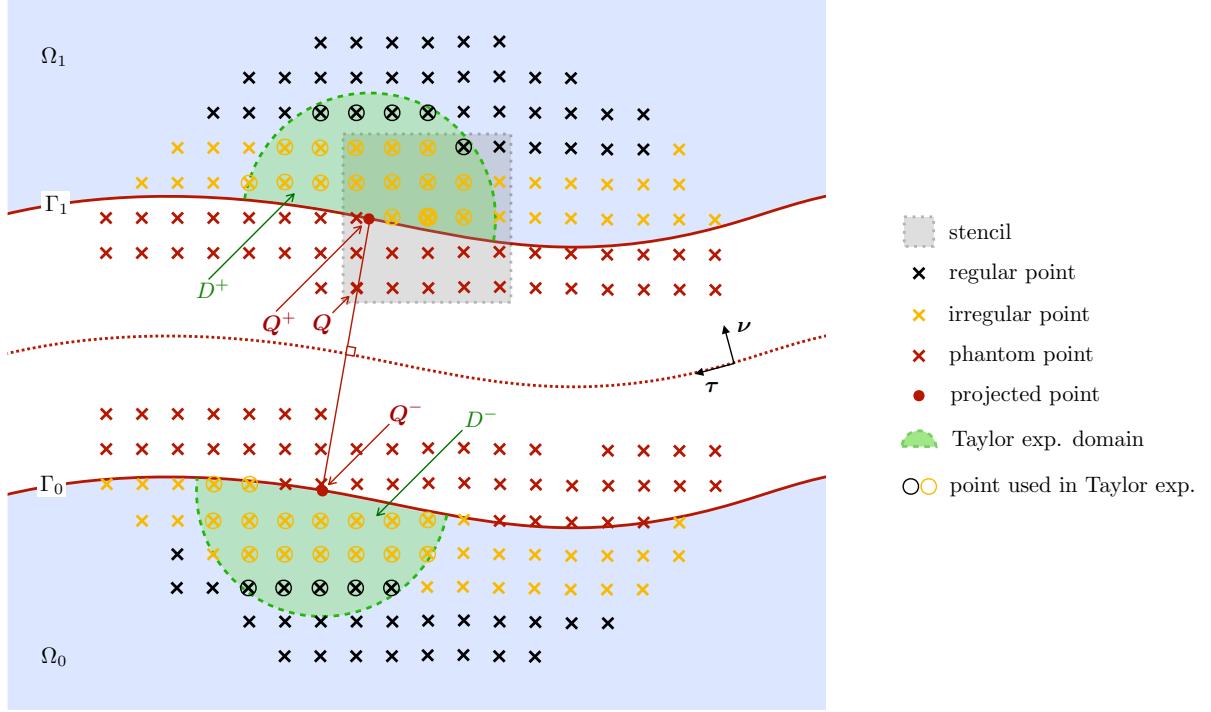 Ω₁
Γ₁
D⁺
Q⁺
Q
ν
τ
Q⁻
D⁻
Γ₀
Ω₀
stencil
regular point
irregular point
phantom point
projected point
Taylor exp. domain
point used in Taylor exp.